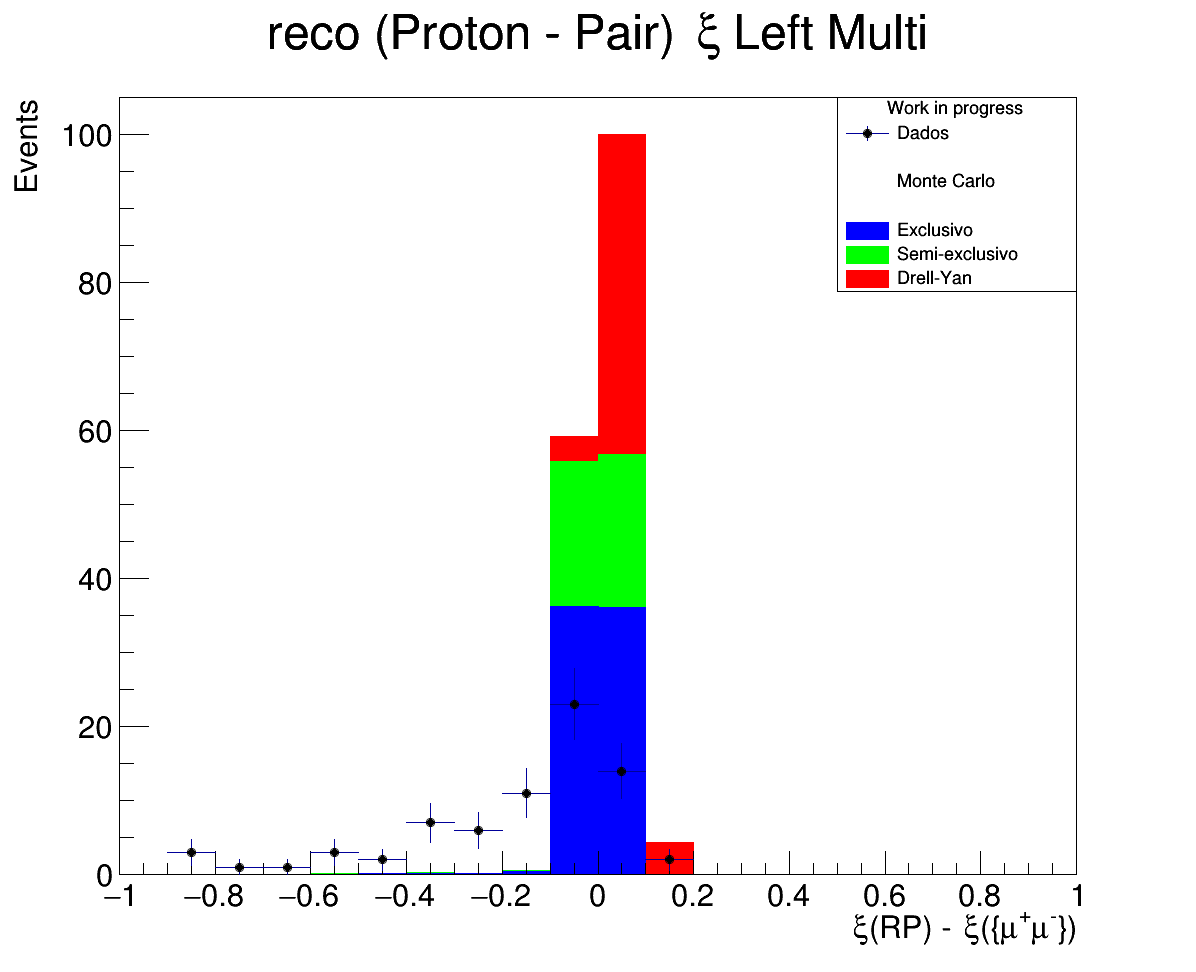 reco (Proton - Pair) ξ Left Multi
Events
100
80
60
40
20
0
Work in progress
Dados
Monte Carlo
Exclusivo
Semi-exclusivo
Drell-Yan
−1 −0.8 −0.6 −0.4 −0.2 0 0.2 0.4 0.6 0.8 1
ξ(RP) - ξ({μ⁺μ⁻})